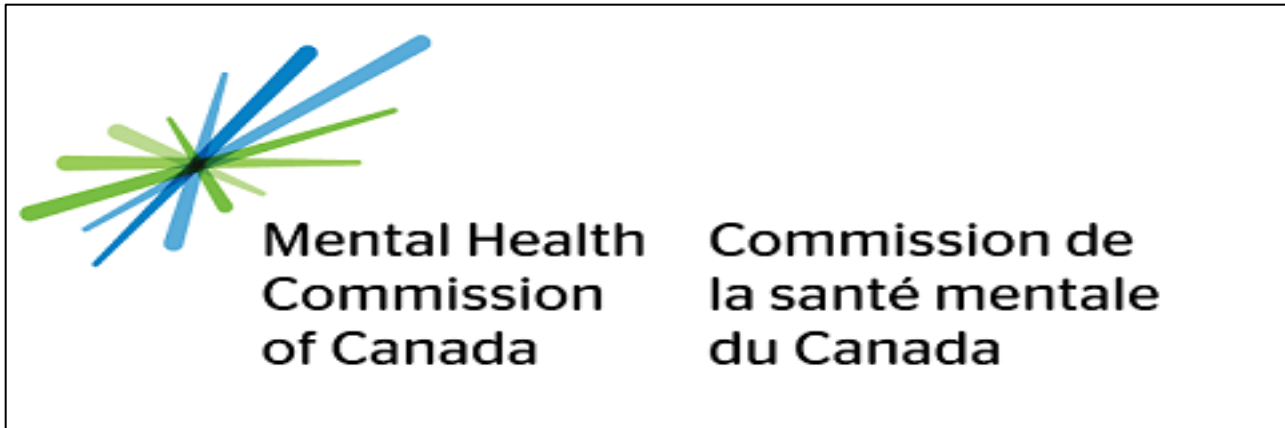 Mental Health
Commission
of Canada
Commission de
la santé mentale
du Canada